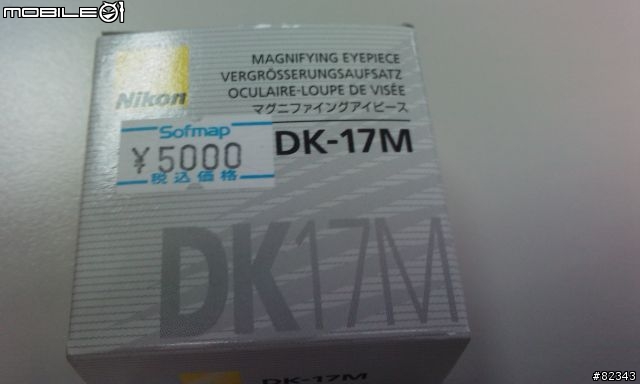 MOBILE01
Nikon
MAGNIFYING EYEPIECE
VERGRÖSSERUNGSAUFSATZ
OCULAIRE-LOUPE DE VISÉE
マグニファイングアイピース
DK-17M
Sofmap
¥5000
税込価格
DK17M
DK-17M
#82343